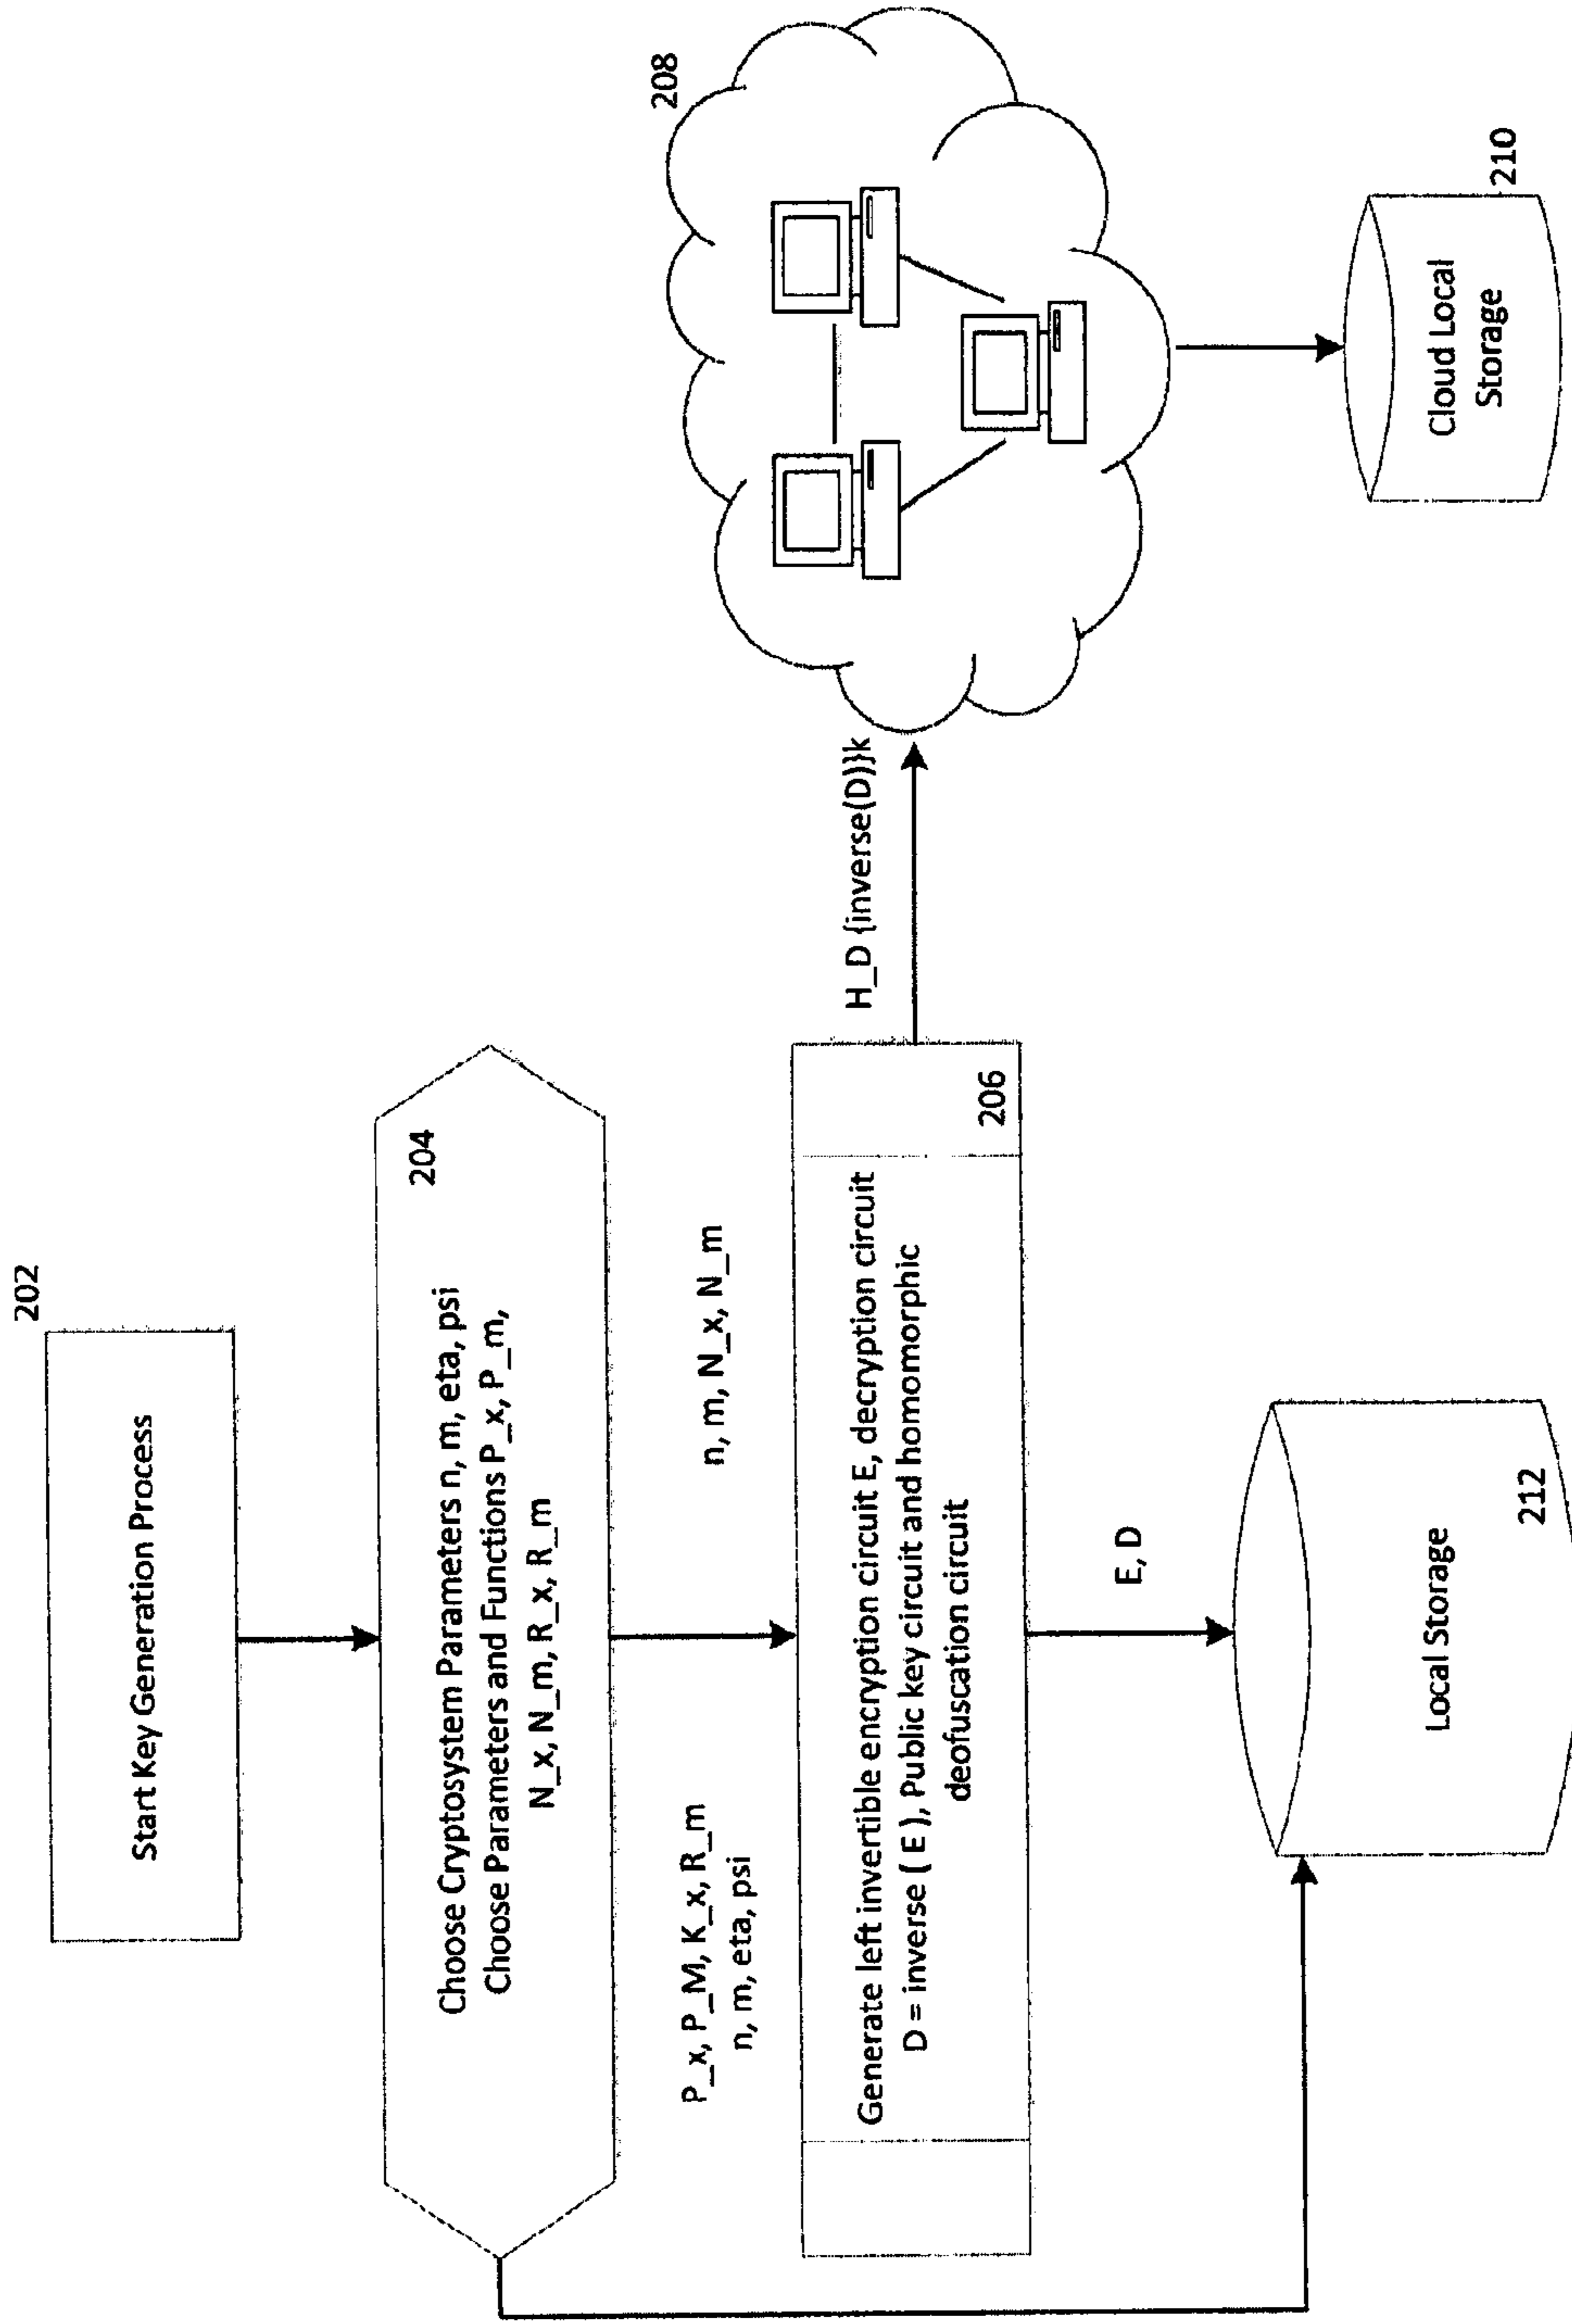 202
Start Key Generation Process
204
Choose Cryptosystem Parameters n, m, eta, psi
Choose Parameters and Functions P_x, P_m,
N_x, N_m, R_x, R_m
P_x, P_M, K_x, R_m
n, m, eta, psi
n, m, N_x, N_m
Generate left invertible encryption circuit E, decryption circuit
D = inverse ( E ), Public key circuit and homomorphic
deofuscation circuit
206
H_D {inverse(D)}k
208
E, D
Local Storage
212
Cloud Local
Storage
210